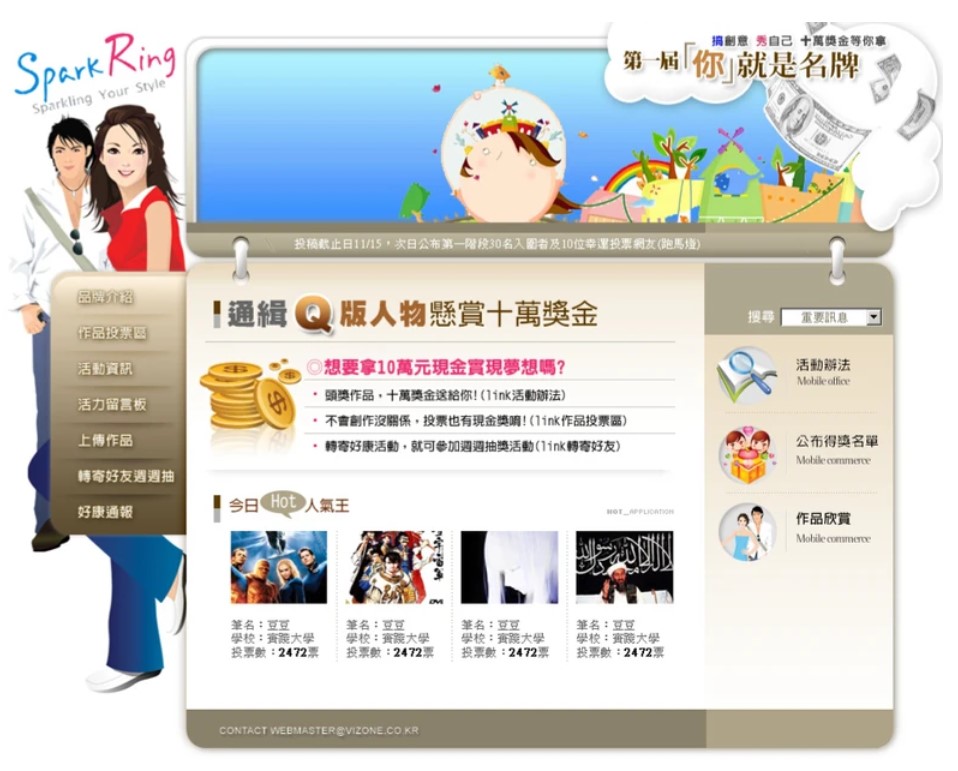 Spark Ring
Sparkling Your Style
搞創意 秀自己 十萬獎金等你拿
第一屆「你」就是名牌
投稿截止日11/15，次日公布第一階段30名入圍者及10位幸運投票網友(跑馬燈)
品牌介紹
作品投票區
活動資訊
活力留言板
上傳作品
轉寄好友週週抽
好康通報
通緝Q版人物懸賞十萬獎金
◎想要拿10萬元現金實現夢想嗎?
• 頭獎作品，十萬獎金送給你!(link活動辦法)
• 不會創作沒關係，投票也有現金獎唷!(link作品投票區)
• 轉寄好康活動，就可參加週週抽獎活動(link轉寄好友)
搜尋 重要訊息
活動辦法
Mobile office
公布得獎名單
Mobile commerce
作品欣賞
Mobile commerce
今日Hot人氣王
HOT_APPLICATION
筆名：豆豆
學校：實踐大學
投票數：2472票
筆名：豆豆
學校：實踐大學
投票數：2472票
筆名：豆豆
學校：實踐大學
投票數：2472票
筆名：豆豆
學校：實踐大學
投票數：2472票
CONTACT WEBMASTER@VIZONE.CO.KR